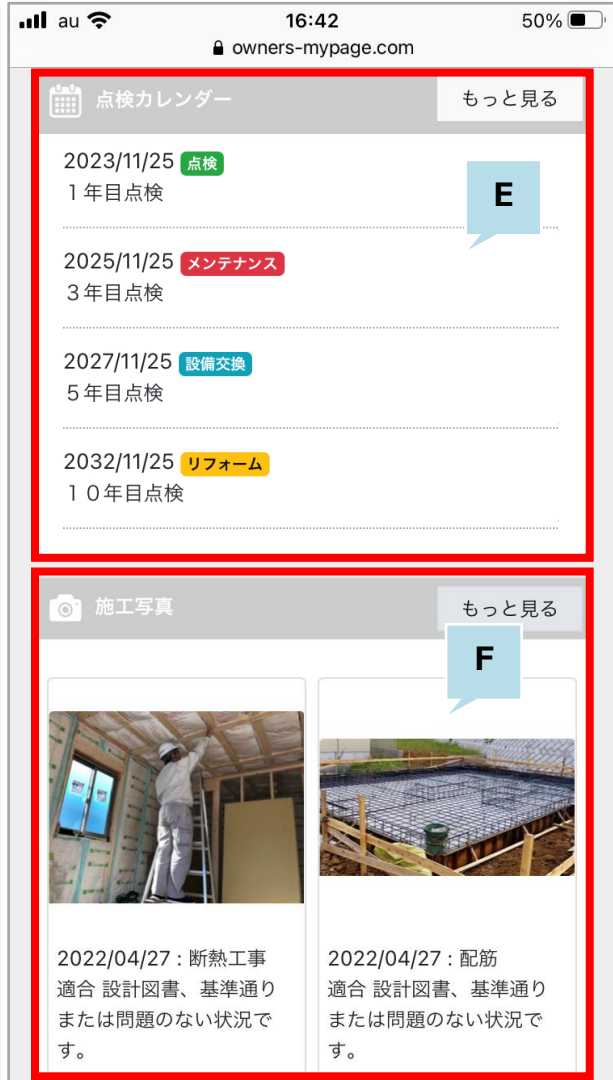 au 16:42 50%
owners-mypage.com
点検カレンダー もっと見る
2023/11/25 点検
１年目点検
E
2025/11/25 メンテナンス
３年目点検
2027/11/25 設備交換
５年目点検
2032/11/25 リフォーム
１０年目点検
施工写真 もっと見る
F
2022/04/27 : 断熱工事
適合 設計図書、基準通り
または問題のない状況で
す。
2022/04/27 : 配筋
適合 設計図書、基準通り
または問題のない状況で
す。